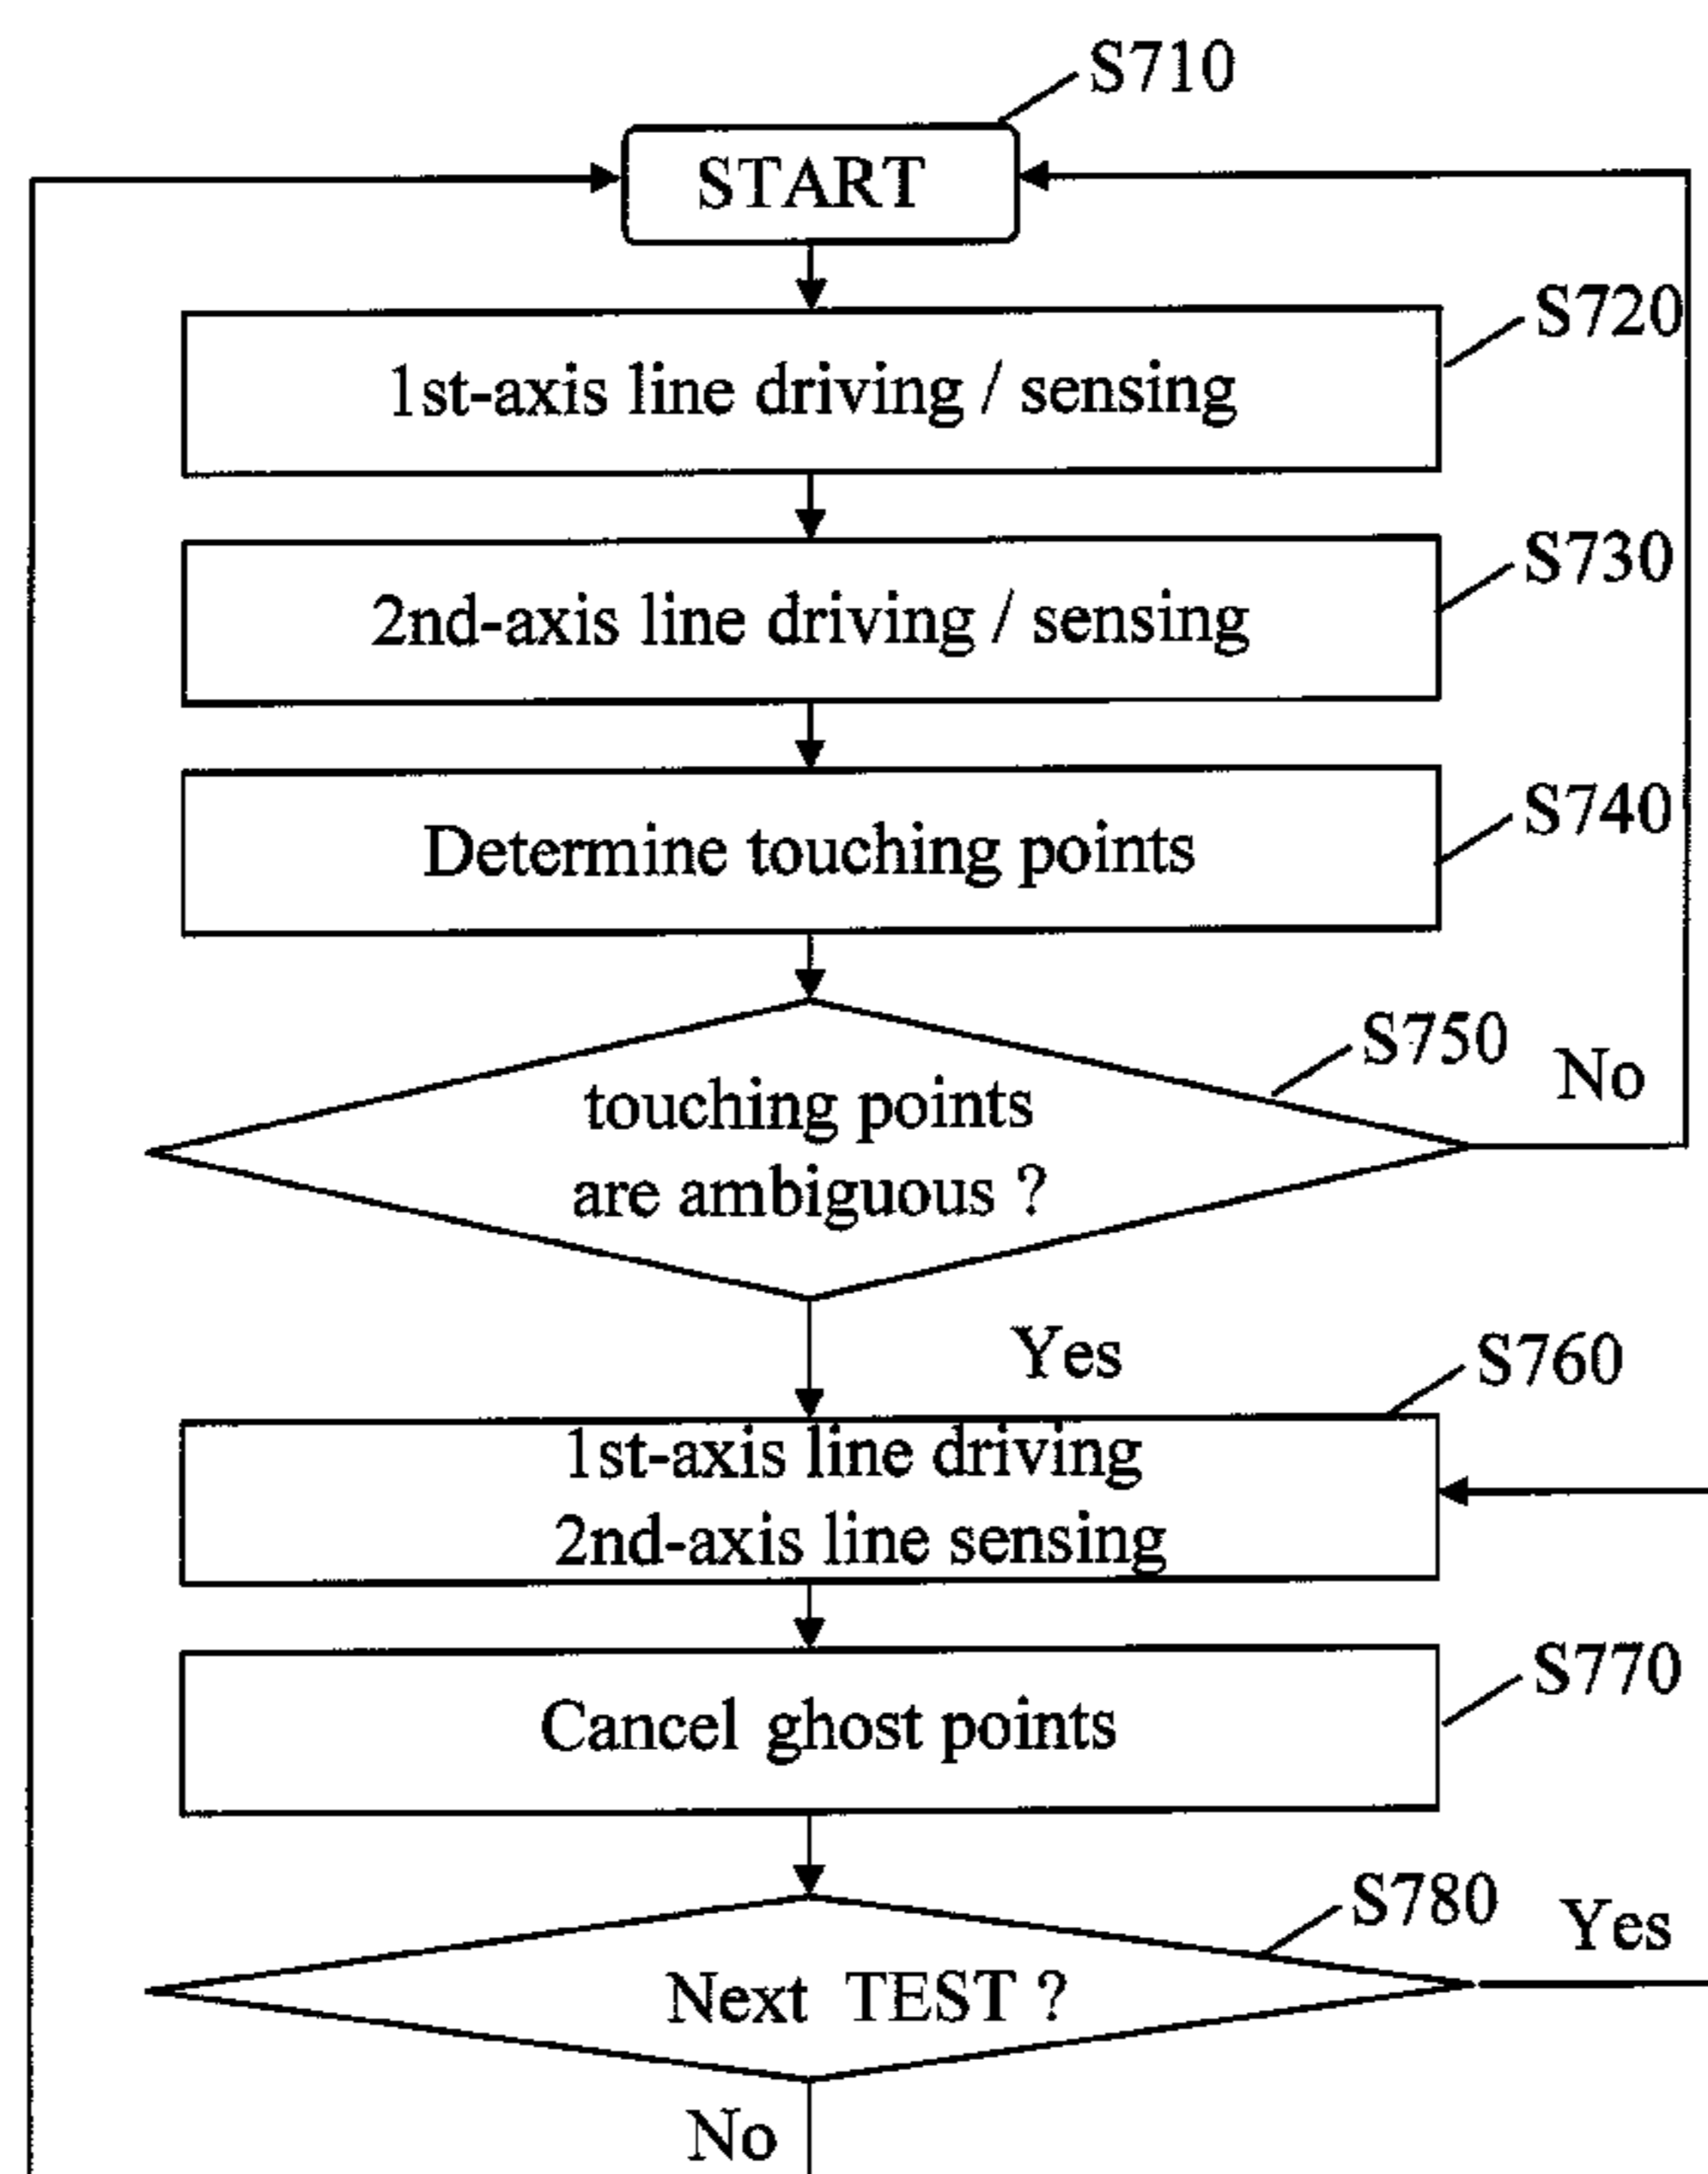 S710
START
S720
1st-axis line driving / sensing
S730
2nd-axis line driving / sensing
S740
Determine touching points
S750
No
touching points
are ambiguous ?
Yes
S760
1st-axis line driving
2nd-axis line sensing
S770
Cancel ghost points
S780
Yes
Next TEST ?
No